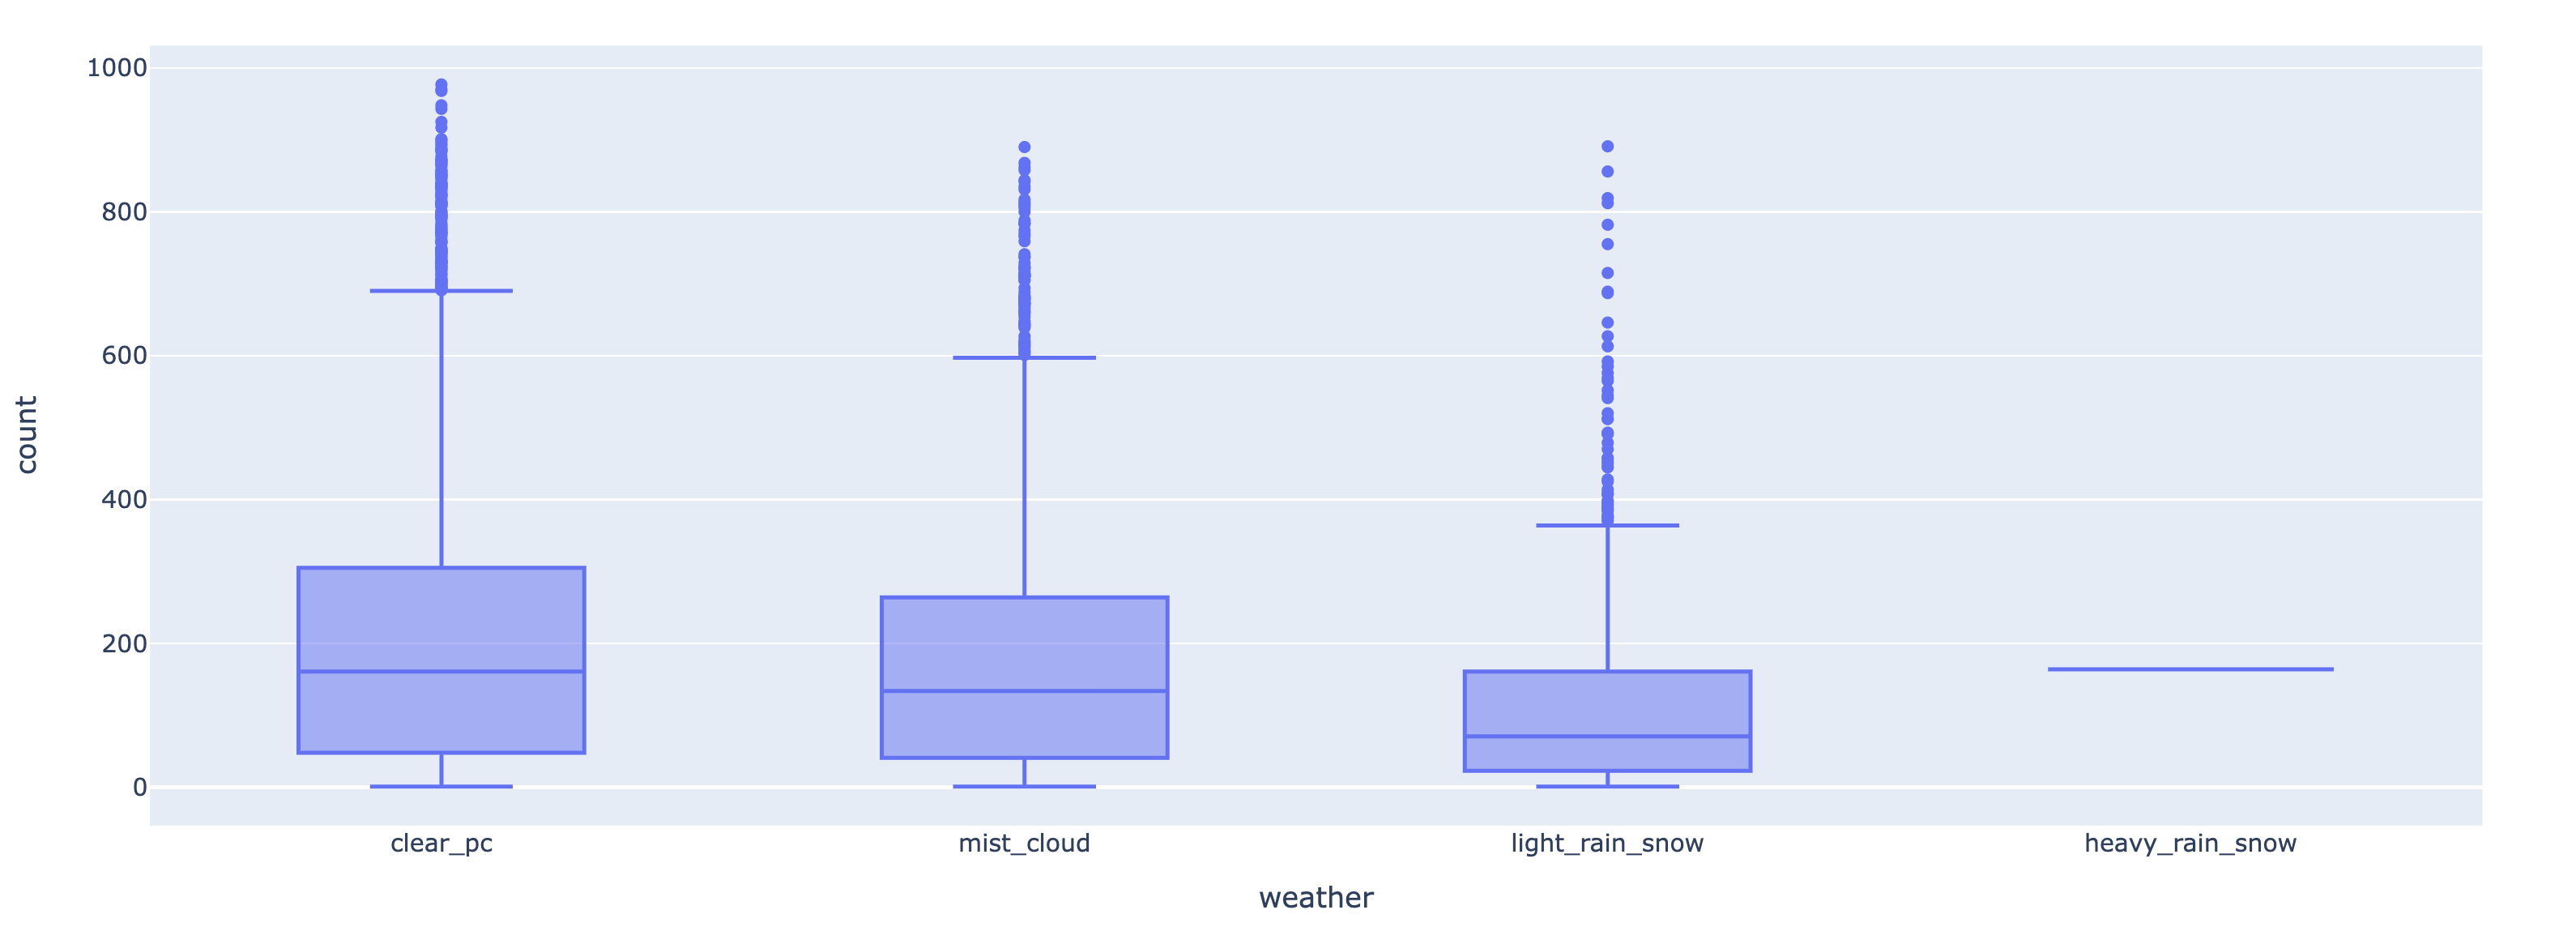 count
1000
800
600
400
200
0
clear_pc
mist_cloud
light_rain_snow
heavy_rain_snow
weather